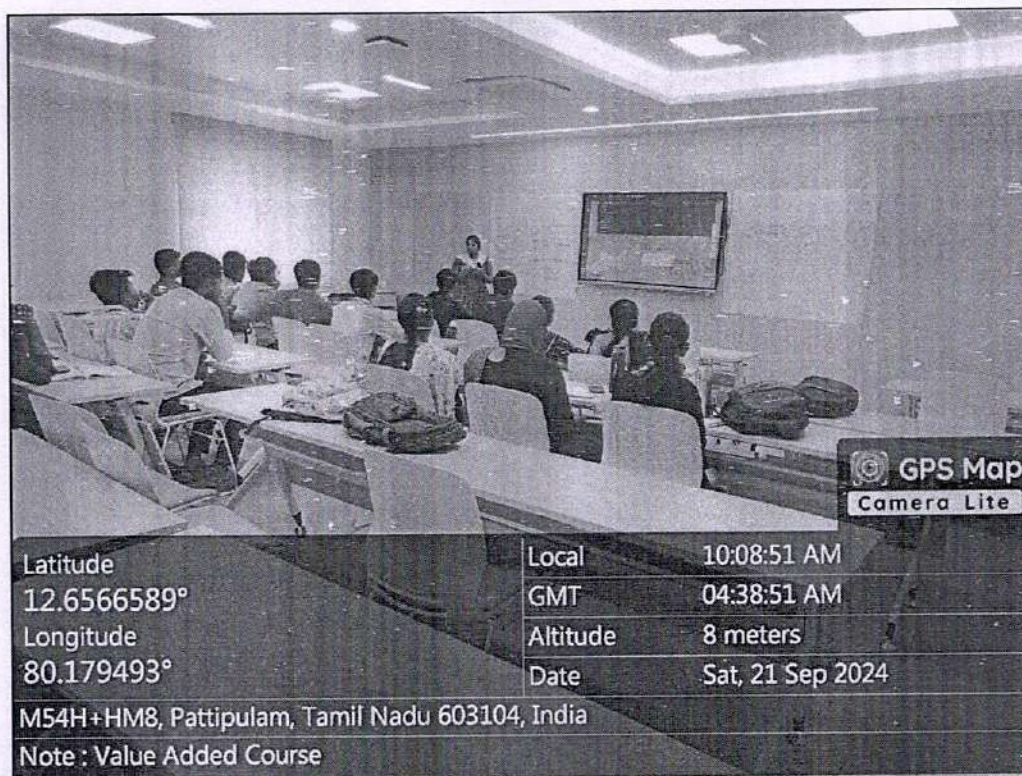 GPS Map
Camera Lite
Latitude
12.6566589°
Longitude
80.179493°
Local 10:08:51 AM
GMT 04:38:51 AM
Altitude 8 meters
Date Sat, 21 Sep 2024
M54H+HM8, Pattipulam, Tamil Nadu 603104, India
Note : Value Added Course